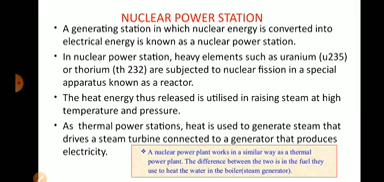 NUCLEAR POWER STATION
• A generating station in which nuclear energy is converted into
electrical energy is known as a nuclear power station.
• In nuclear power station, heavy elements such as uranium (u235)
or thorium (th 232) are subjected to nuclear fission in a special
apparatus known as a reactor.
• The heat energy thus released is utilised in raising steam at high
temperature and pressure.
• As thermal power stations, heat is used to generate steam that
drives a steam turbine connected to a generator that produces
electricity.
❖ A nuclear power plant works in a similar way as a thermal
power plant. The difference between the two is in the fuel they
use to heat the water in the boiler(steam generator).